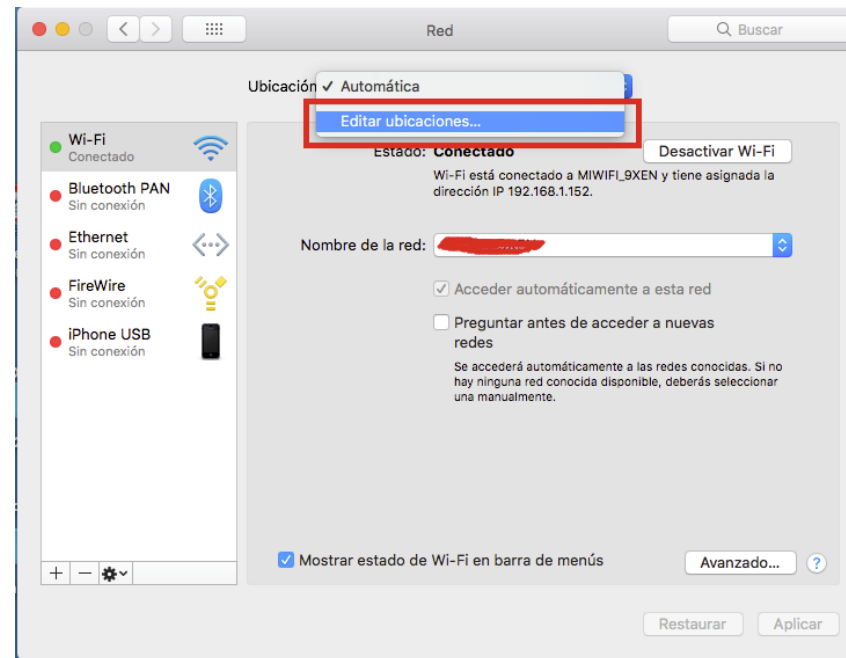 Red
Buscar
Ubicación ✓ Automática
Editar ubicaciones...
Wi-Fi
Conectado
Bluetooth PAN
Sin conexión
Ethernet
Sin conexión
FireWire
Sin conexión
iPhone USB
Sin conexión
Estado: Conectado
Desactivar Wi-Fi
Wi-Fi está conectado a MIWIFI_9XEN y tiene asignada la
dirección IP 192.168.1.152.
Nombre de la red:
Acceder automáticamente a esta red
Preguntar antes de acceder a nuevas
redes
Se accederá automáticamente a las redes conocidas. Si no
hay ninguna red conocida disponible, deberás seleccionar
una manualmente.
Mostrar estado de Wi-Fi en barra de menús
Avanzado...
?
Restaurar
Aplicar